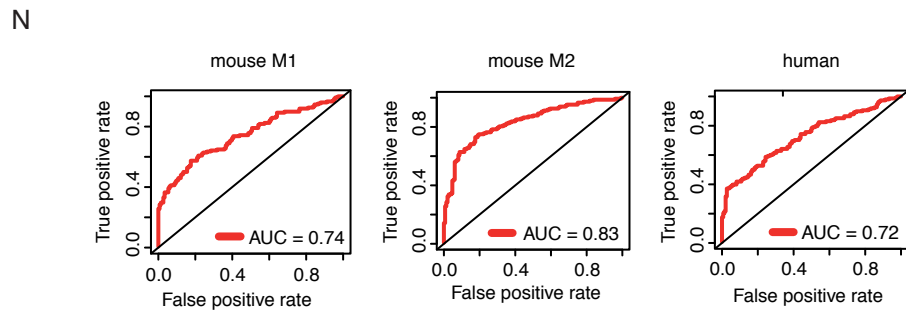 N
mouse M1
mouse M2
human
True positive rate
0.0 0.4 0.8
AUC = 0.74
0.0 0.4 0.8
False positive rate
True positive rate
0.0 0.4 0.8
AUC = 0.83
0.0 0.4 0.8
False positive rate
True positive rate
0.0 0.4 0.8
AUC = 0.72
0.0 0.4 0.8
False positive rate